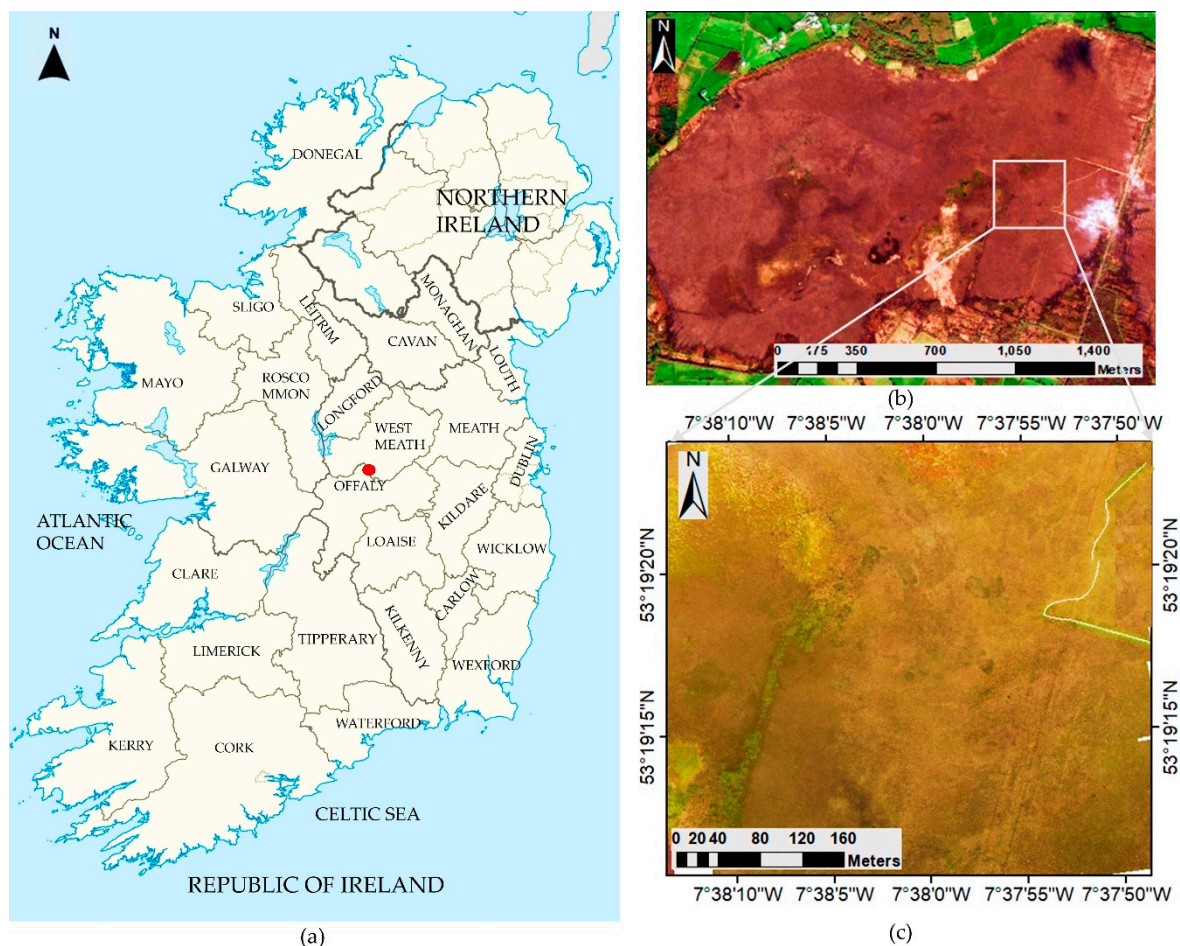 N
DONEGAL
NORTHERN
IRELAND
SLIGO
LEITRIM
MONAGHAN
CAVAN
LOUTH
MAYO
ROSCO
MMON
LONGFORD
WEST
MEATH
MEATH
GALWAY
OFFALY
DUBLIN
KILDARE
ATLANTIC
OCEAN
LOAISE
WICKLOW
CLARE
CARLOW
KILKENNY
TIPPERARY
LIMERICK
WEXFORD
WATERFORD
KERRY
CORK
CELTIC SEA
REPUBLIC OF IRELAND
(a)
N
0 175 350 700 1,050 1,400
Meters
(b)
7°38'10"W 7°38'5"W 7°38'0"W 7°37'55"W 7°37'50"W
N
53°19'20"N
53°19'20"N
53°19'15"N
53°19'15"N
0 20 40 80 120 160
Meters
7°38'10"W 7°38'5"W 7°38'0"W 7°37'55"W 7°37'50"W
(c)